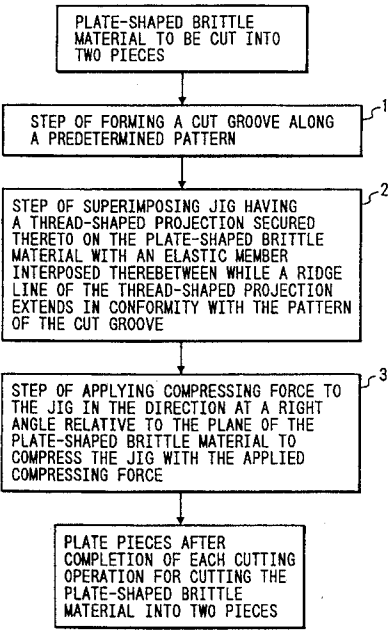 PLATE-SHAPED BRITTLE
MATERIAL TO BE CUT INTO
TWO PIECES
1
STEP OF FORMING A CUT GROOVE ALONG
A PREDETERMINED PATTERN
2
STEP OF SUPERIMPOSING JIG HAVING
A THREAD-SHAPED PROJECTION SECURED
THERETO ON THE PLATE-SHAPED BRITTLE
MATERIAL WITH AN ELASTIC MEMBER
INTERPOSED THEREBETWEEN WHILE A RIDGE
LINE OF THE THREAD-SHAPED PROJECTION
EXTENDS IN CONFORMITY WITH THE PATTERN
OF THE CUT GROOVE
3
STEP OF APPLYING COMPRESSING FORCE TO
THE JIG IN THE DIRECTION AT A RIGHT
ANGLE RELATIVE TO THE PLANE OF THE
PLATE-SHAPED BRITTLE MATERIAL TO
COMPRESS THE JIG WITH THE APPLIED
COMPRESSING FORCE
PLATE PIECES AFTER
COMPLETION OF EACH CUTTING
OPERATION FOR CUTTING THE
PLATE-SHAPED BRITTLE
MATERIAL INTO TWO PIECES